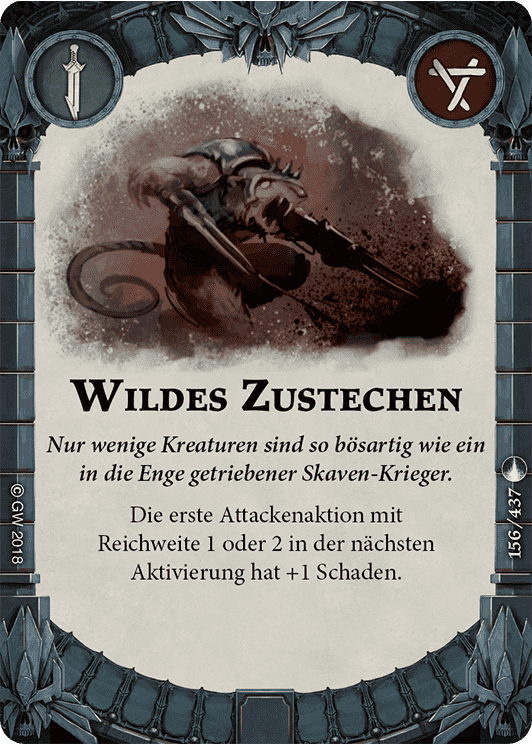 Wildes Zustechen
Nur wenige Kreaturen sind so bösartig wie ein
in die Enge getriebener Skaven-Krieger.
Die erste Attackenaktion mit
Reichweite 1 oder 2 in der nächsten
Aktivierung hat +1 Schaden.
© GW 2018
156/437